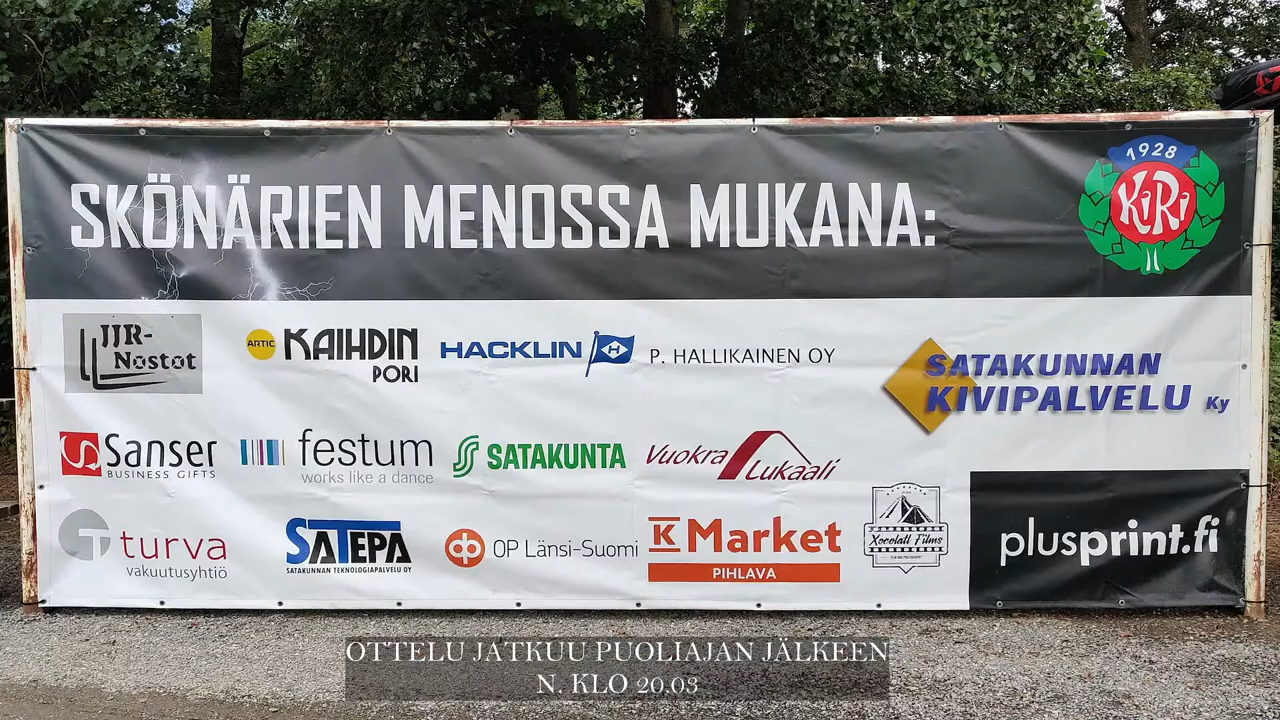 SKÖNÄRIEN MENOSSA MUKANA:
1928
KiRi
JJR-
Nostot
ARTIC
KAIHDIN
PORI
HACKLIN
H
P. HALLIKAINEN OY
SATAKUNNAN
KIVIPALVELU Ky
Sanser
BUSINESS GIFTS
festum
works like a dance
SATAKUNTA
Vuokra
Lukaali
turva
vakuutusyhtiö
SATEPA
SATAKUNNAN TEKNOLOGIAPALVELU OY
OP Länsi-Suomi
K Market
PIHLAVA
Xocolatl Films
plusprint.fi
OTTELU JATKUU PUOLIAJAN JÄLKEEN
N. KLO 20.03